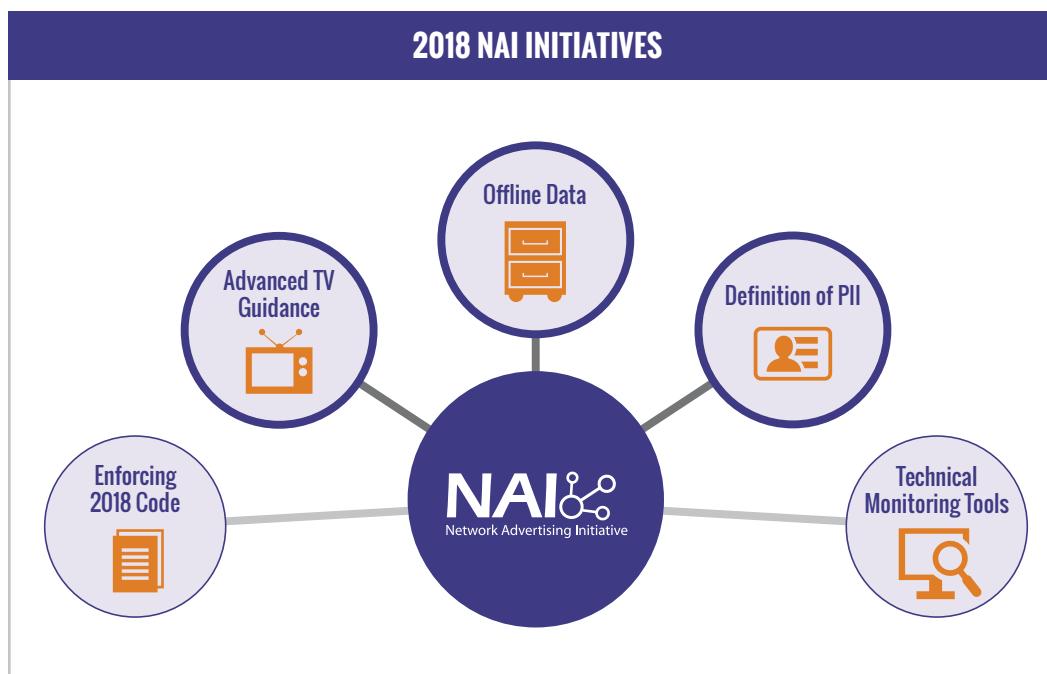 2018 NAI INITIATIVES
Offline Data
Advanced TV
Guidance
Definition of PII
Enforcing
2018 Code
NAI
Network Advertising Initiative
Technical
Monitoring Tools